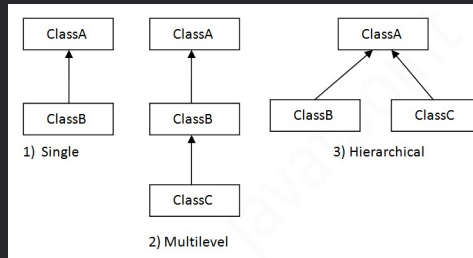 ClassA
ClassB
1) Single
ClassA
ClassB
ClassC
2) Multilevel
ClassA
ClassB
ClassC
3) Hierarchical